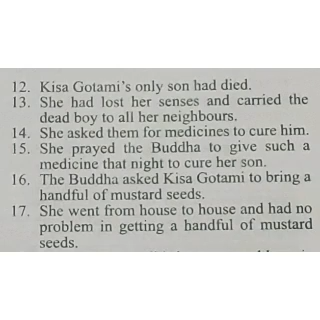 12. Kisa Gotami's only son had died.
13. She had lost her senses and carried the
dead boy to all her neighbours.
14. She asked them for medicines to cure him.
15. She prayed the Buddha to give such a
medicine that night to cure her son.
16. The Buddha asked Kisa Gotami to bring a
handful of mustard seeds.
17. She went from house to house and had no
problem in getting a handful of mustard
seeds.